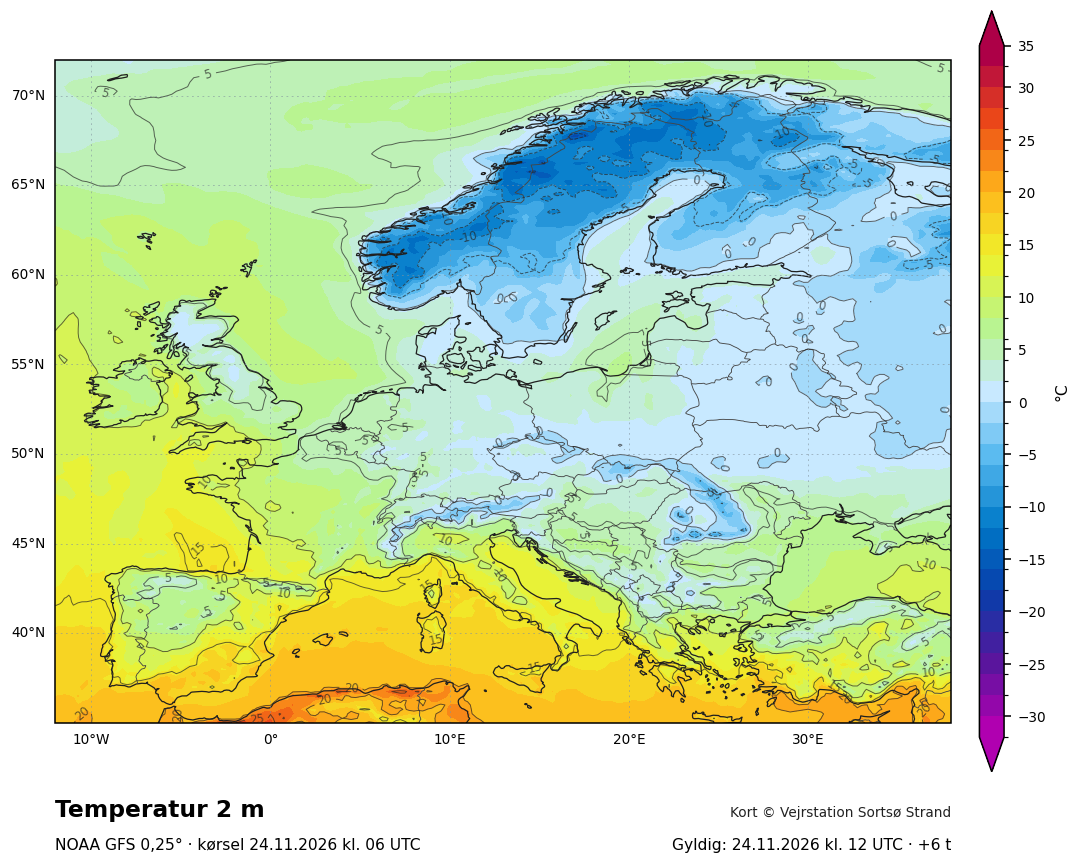 35
30
25
20
15
10
5
0
−5
−10
−15
−20
−25
−30
°C
70°N
65°N
60°N
55°N
50°N
45°N
40°N
10°W
0°
10°E
20°E
30°E
Temperatur 2 m
Kort © Vejrstation Sortsø Strand
NOAA GFS 0,25° · kørsel 24.11.2026 kl. 06 UTC
Gyldig: 24.11.2026 kl. 12 UTC · +6 t